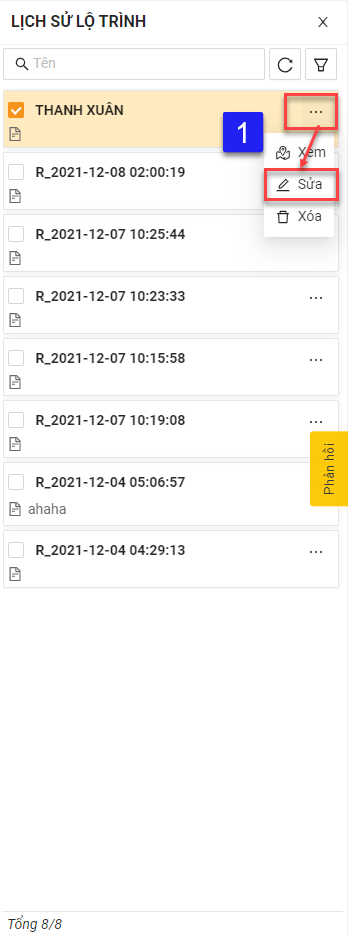 LỊCH SỬ LỘ TRÌNH X
Tên
THANH XUÂN ...
1
Xem
R_2021-12-08 02:00:19
Sửa
Xóa
R_2021-12-07 10:25:44
R_2021-12-07 10:23:33 ...
R_2021-12-07 10:15:58 ...
R_2021-12-07 10:19:08 ...
Phản hồi
R_2021-12-04 05:06:57
ahaha
R_2021-12-04 04:29:13 ...
Tổng 8/8